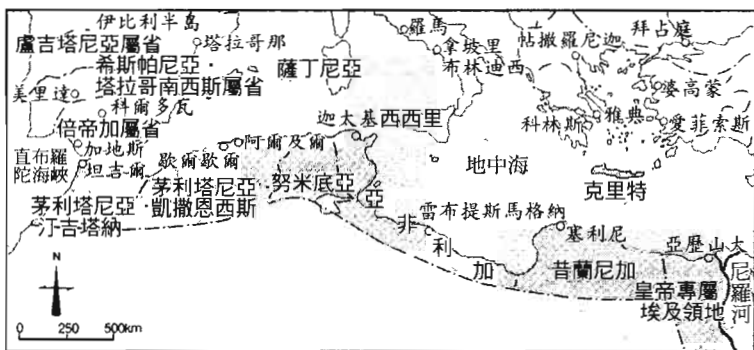 伊比利半岛
盧吉塔尼亞屬省
塔拉哥那
希斯帕尼亞
塔拉哥南西斯屬省
美里達
科爾多瓦
倍帝加屬省
加地斯
直布羅
陀海峽
坦吉爾
茅利塔尼亞
汀吉塔納
歇爾歇爾
阿爾及爾
茅利塔尼亞
凱撒恩西斯
努米底亞
薩丁尼亞
羅馬
拿坡里
布林迪西
迦太基
西西里
帖撒羅尼迦
拜占庭
婆高蒙
雅典
科林斯
愛菲索斯
地中海
克里特
亞非利加
雷布提斯馬格納
塞利尼
昔蘭尼加
亞歷山大
皇帝專屬
埃及領地
尼羅河
N
0 250 500km